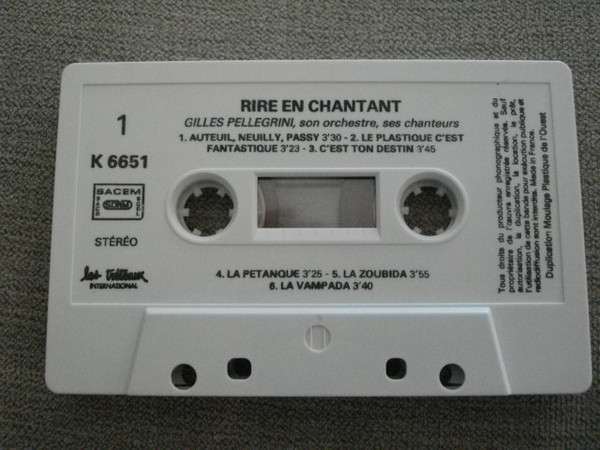 RIRE EN CHANTANT
GILLES PELLEGRINI, son orchestre, ses chanteurs
1. AUTEUIL, NEUILLY, PASSY 3'30 - 2. LE PLASTIQUE C'EST
FANTASTIQUE 3'23 - 3. C'EST TON DESTIN 3'45
1
K 6651
SACEM
STÉRÉO
les tréteaux
INTERNATIONAL
4. LA PETANQUE 3'25 - 5. LA ZOUBIDA 3'55
6. LA VAMPADA 3'40
Tous droits du producteur phonographique et du
propriétaire de l'œuvre enregistrée réservés. Sauf
autorisation, la duplication, la location, le prêt,
l'utilisation de cette bande pour exécution publique et
radiodiffusion sont interdits. Made in France.
Duplication Moulage Plastique de l'Ouest